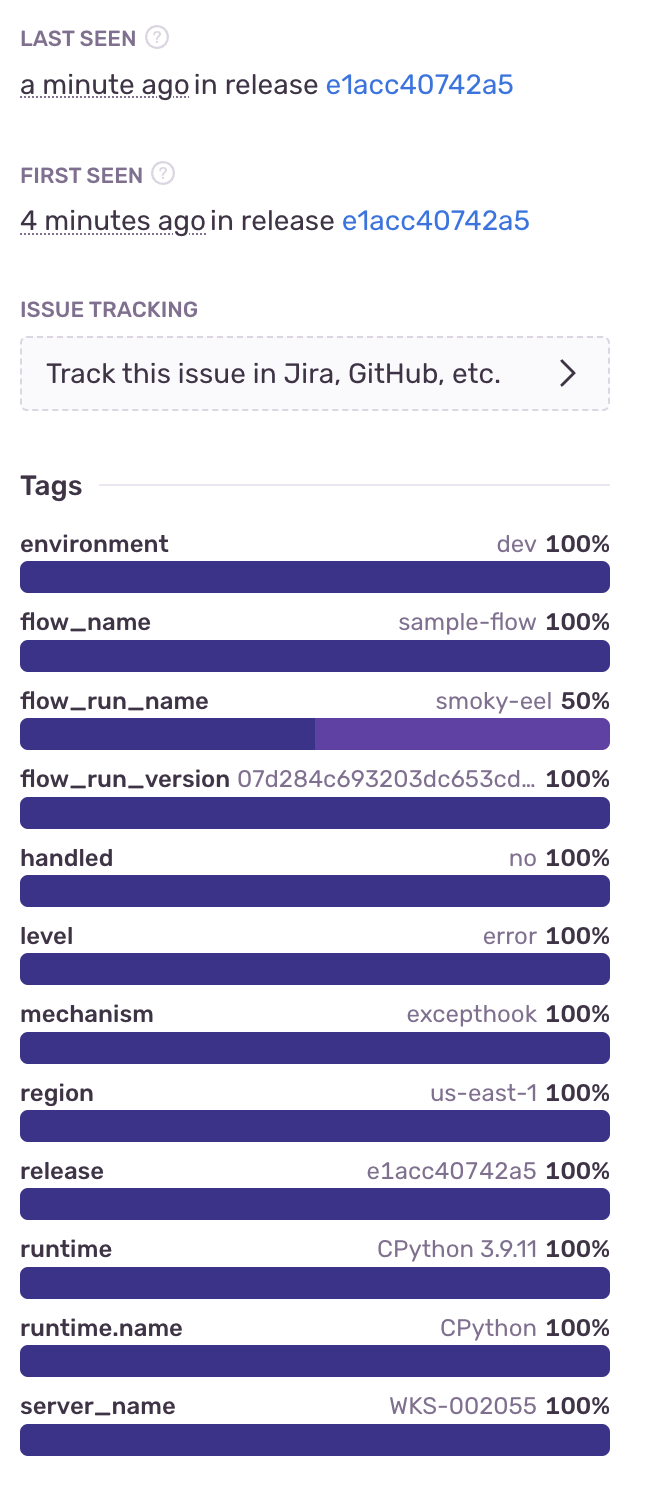 LAST SEEN ?
a minute ago in release e1acc40742a5
FIRST SEEN ?
4 minutes ago in release e1acc40742a5
ISSUE TRACKING
Track this issue in Jira, GitHub, etc.
Tags
environment dev 100%
flow_name sample-flow 100%
flow_run_name smoky-eel 50%
flow_run_version 07d284c693203dc653cd… 100%
handled no 100%
level error 100%
mechanism excepthook 100%
region us-east-1 100%
release e1acc40742a5 100%
runtime CPython 3.9.11 100%
runtime.name CPython 100%
server_name WKS-002055 100%